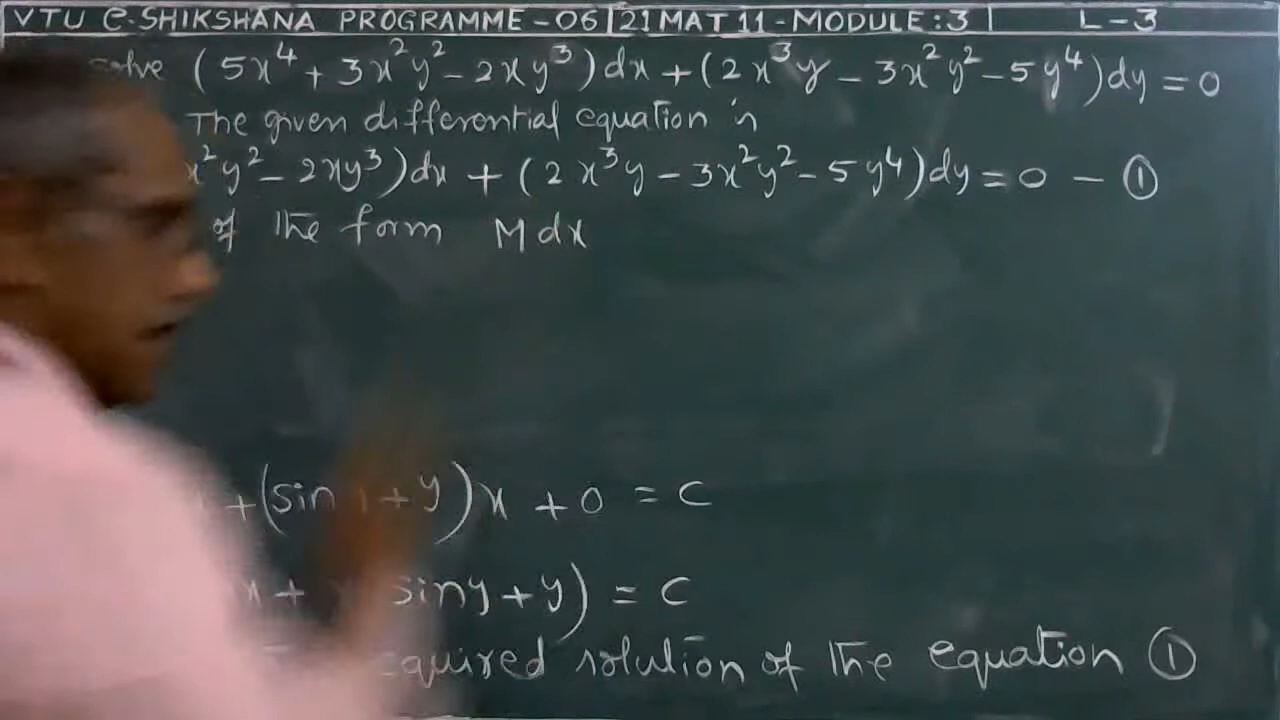 VTU e-SHIKSHANA PROGRAMME - 06 | 21MAT11 - MODULE : 3 | L - 3
solve (5x⁴ + 3x²y² - 2xy³)dx + (2x³y - 3x²y² - 5y⁴)dy = 0
The given differential equation is
x²y² - 2xy³)dx + (2x³y - 3x²y² - 5y⁴)dy = 0 - ①
of the form Mdx
+ (sin + y)x + 0 = c
x + siny + y) = c
solution of the equation ①